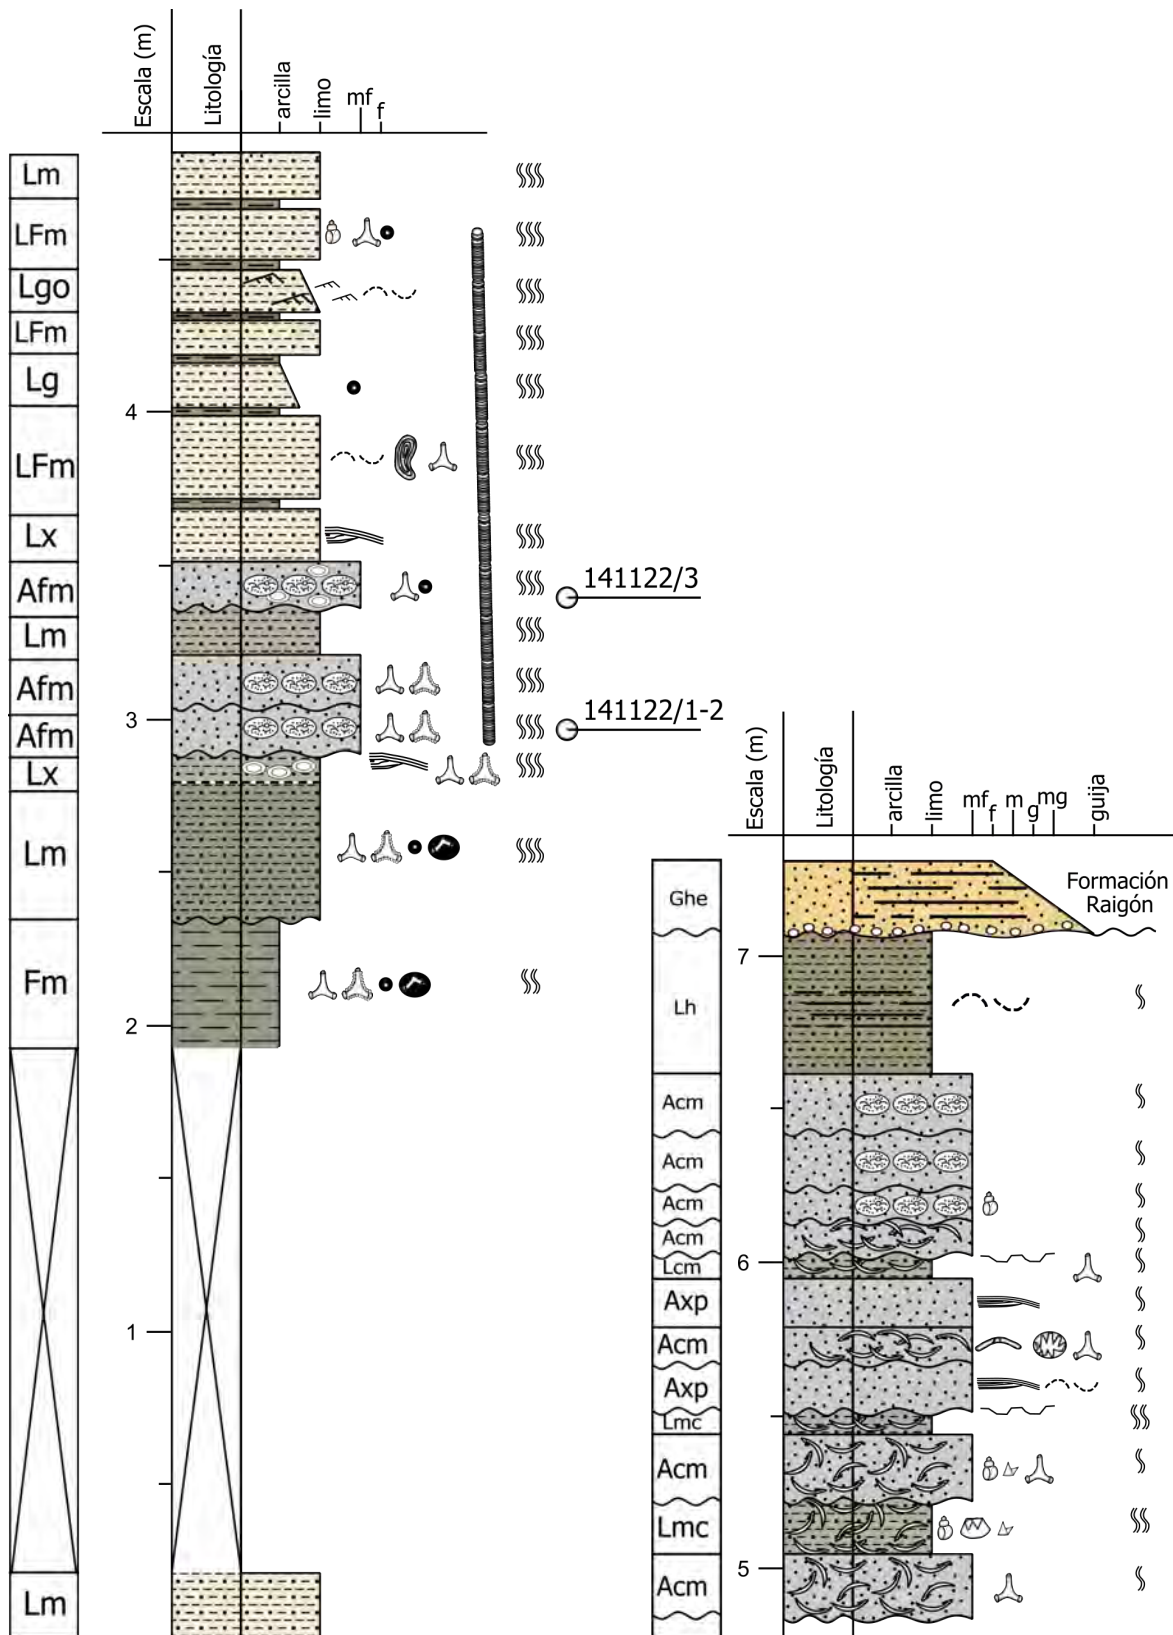 Escala (m)
Litología
arcilla
limo
mf
f
Lm
LFm
Lgo
LFm
Lg
4
LFm
Lx
Afm
141122/3
Lm
Afm
3
141122/1-2
Afm
Lx
Lm
Fm
2
1
Lm
Escala (m)
Litología
arcilla
limo
mf
f
m
g
mg
guija
Ghe
Formación
Raigón
7
Lh
Acm
Acm
Acm
Acm
6
Lcm
Axp
Acm
Axp
Lmc
Acm
Lmc
5
Acm